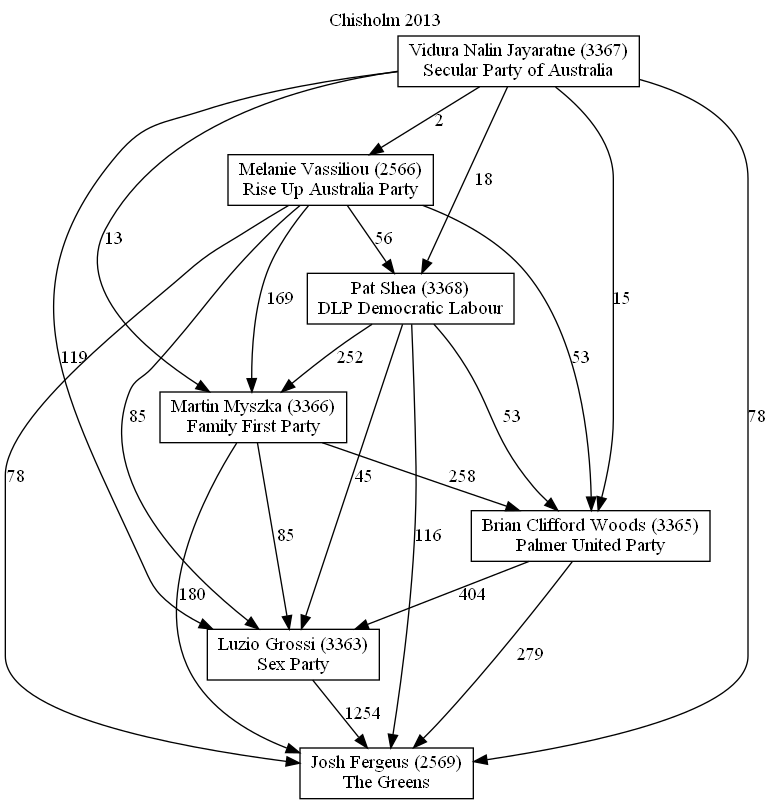 Chisholm 2013
Vidura Nalin Jayaratne (3367)
Secular Party of Australia
2
Melanie Vassiliou (2566)
Rise Up Australia Party
18
13
56
169
15
Pat Shea (3368)
DLP Democratic Labour
119
252
53
Martin Myszka (3366)
Family First Party
85
53
78
78
45
258
Brian Clifford Woods (3365)
Palmer United Party
85
116
180
404
Luzio Grossi (3363)
Sex Party
279
1254
Josh Fergeus (2569)
The Greens